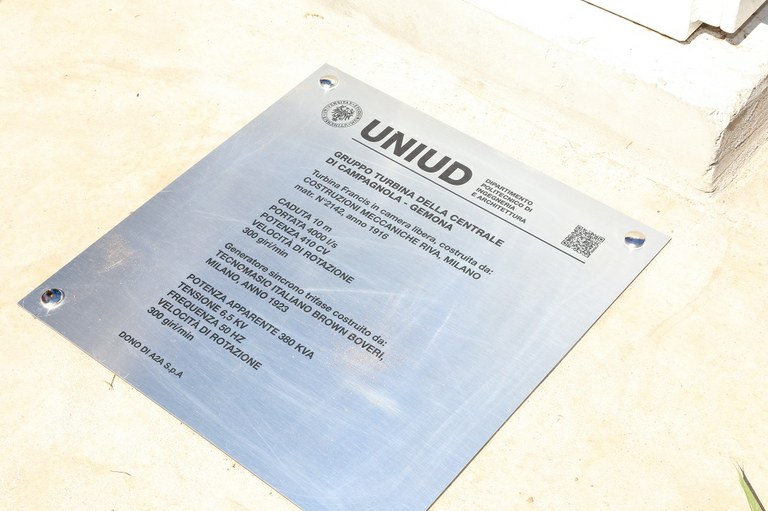 UNIUD
DIPARTIMENTO
POLITECNICO DI
INGEGNERIA
E ARCHITETTURA
GRUPPO TURBINA DELLA CENTRALE
DI CAMPAGNOLA - GEMONA
Turbina Francis in camera libera, costruita da:
COSTRUZIONI MECCANICHE RIVA, MILANO
matr. N°2142, anno 1916
CADUTA 10 m
PORTATA 4000 l/s
POTENZA 410 CV
VELOCITÀ DI ROTAZIONE
300 giri/min
Generatore sincrono trifase costruito da:
TECNOMASIO ITALIANO BROWN BOVERI,
MILANO, ANNO 1923
POTENZA APPARENTE 380 KVA
TENSIONE 6,5 KV
FREQUENZA 50 HZ
VELOCITÀ DI ROTAZIONE
300 giri/min
DONO DI A2A S.p.A